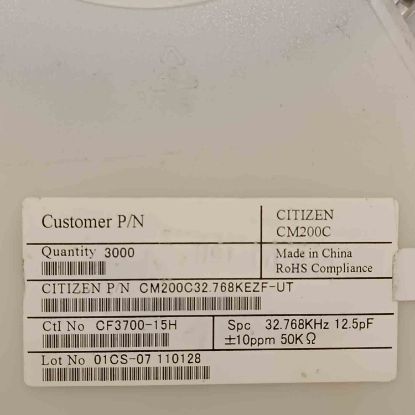 Customer P/N
CITIZEN
CM200C
Quantity 3000
Made in China
RoHS Compliance
CITIZEN P/N CM200C32.768KEZF-UT
Ctl No CF3700-15H
Spc 32.768KHz 12.5pF
±10ppm 50KΩ
Lot No 01CS-07 110128